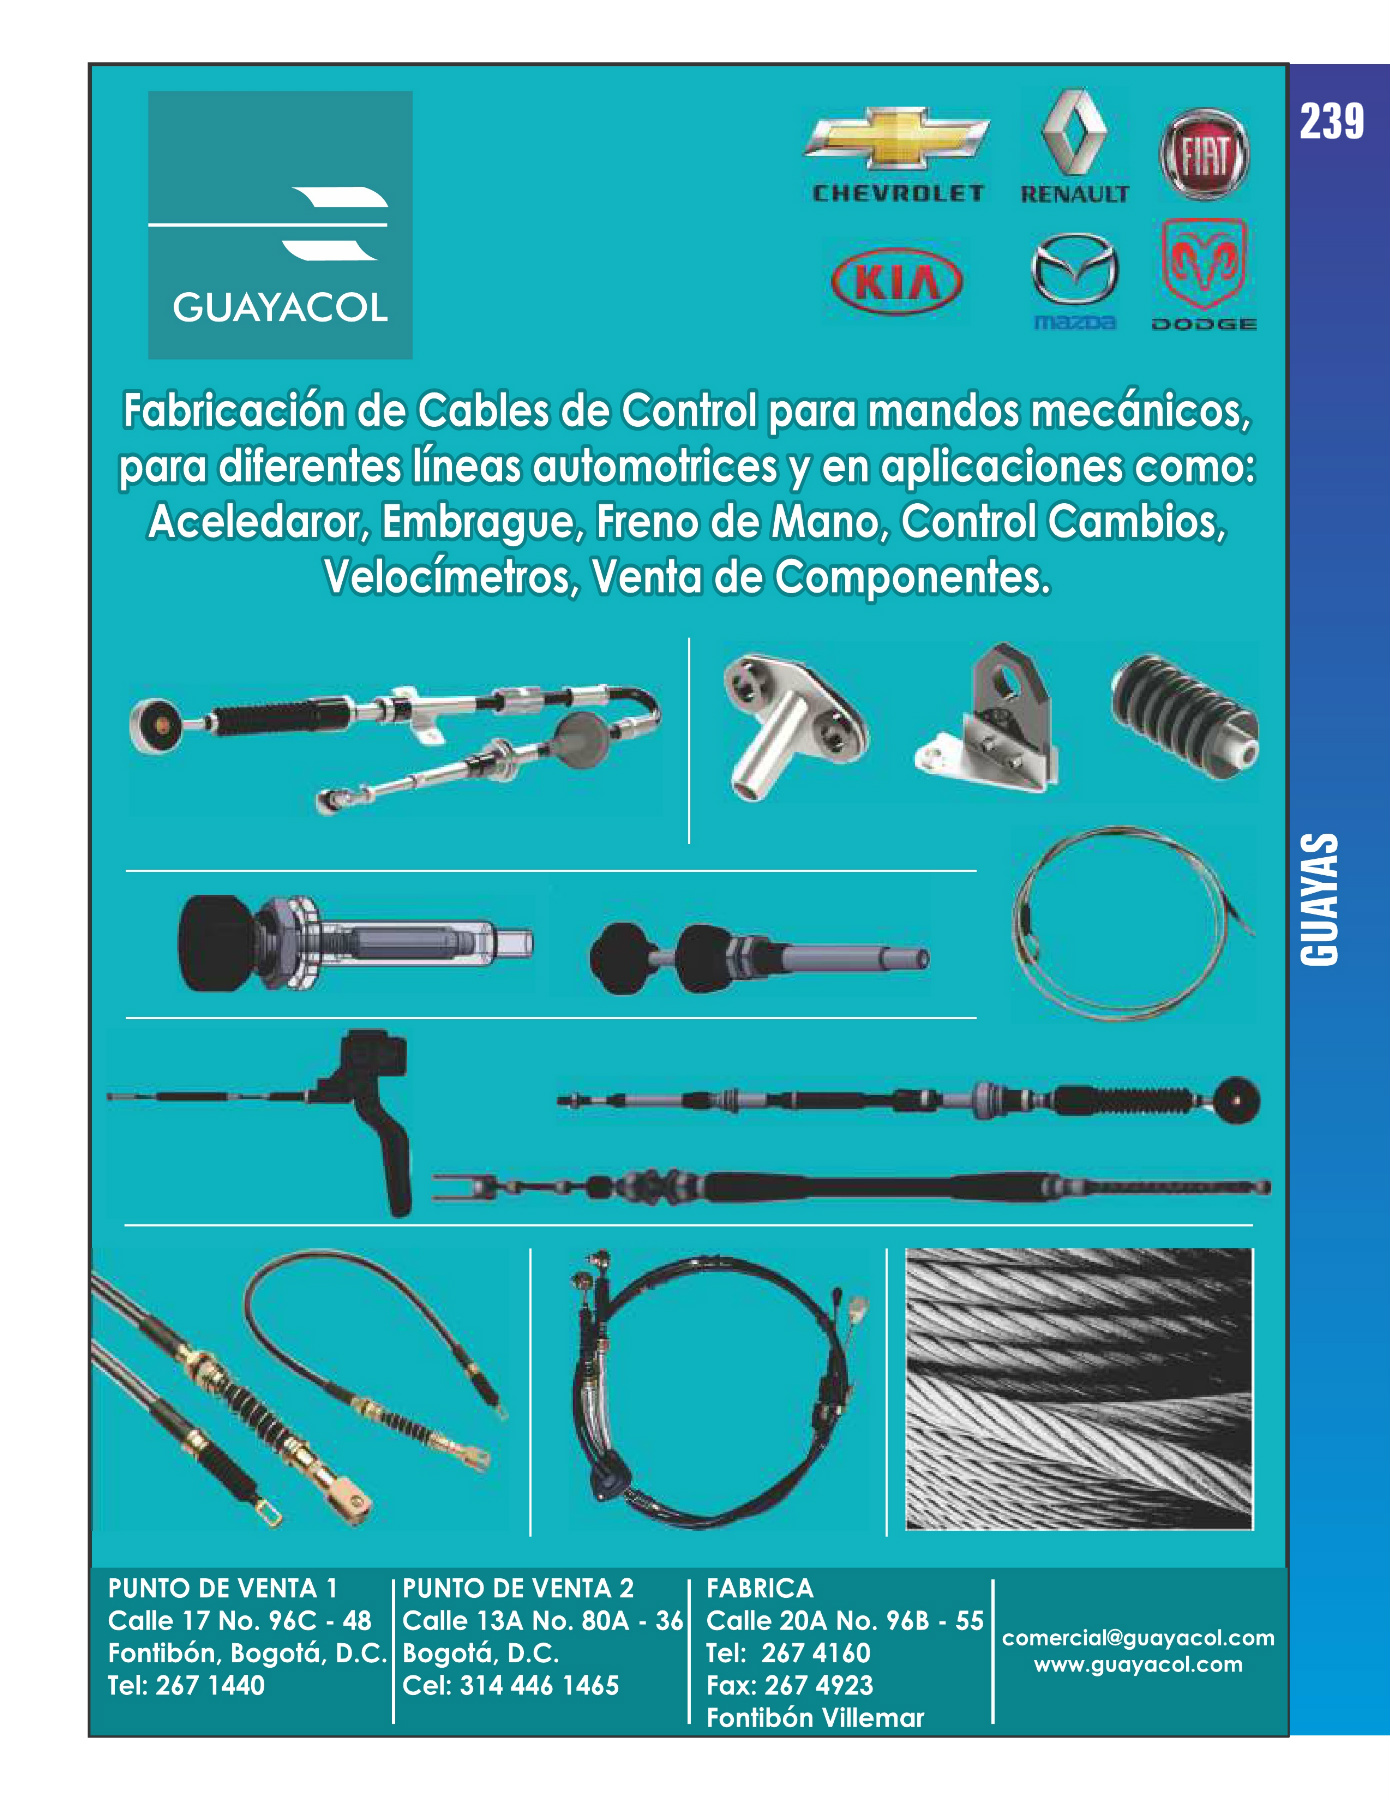 239
GUAYACOL
CHEVROLET
RENAULT
FIAT
KIA
mazda
DODGE
Fabricación de Cables de Control para mandos mecánicos,
para diferentes líneas automotrices y en aplicaciones como:
Aceledaror, Embrague, Freno de Mano, Control Cambios,
Velocímetros, Venta de Componentes.
GUAYAS
PUNTO DE VENTA 1
Calle 17 No. 96C - 48
Fontibón, Bogotá, D.C.
Tel: 267 1440
PUNTO DE VENTA 2
Calle 13A No. 80A - 36
Bogotá, D.C.
Cel: 314 446 1465
FABRICA
Calle 20A No. 96B - 55
Tel: 267 4160
Fax: 267 4923
Fontibón Villemar
comercial@guayacol.com
www.guayacol.com